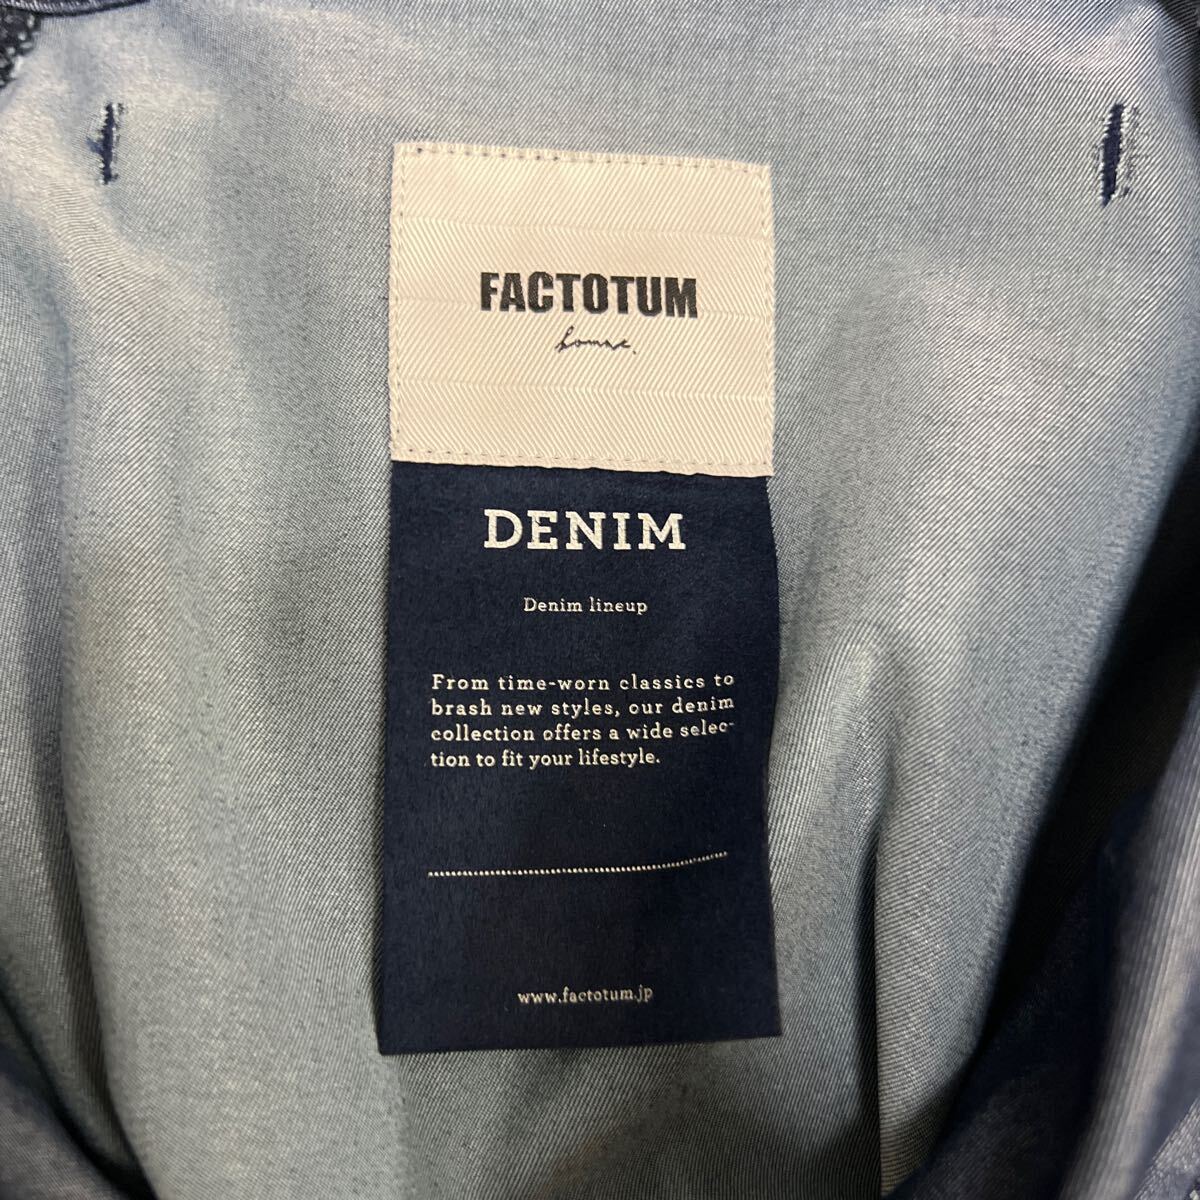 FACTOTUM
homme.
DENIM
Denim lineup
From time-worn classics to
brash new styles, our denim
collection offers a wide selec-
tion to fit your lifestyle.
www.factotum.jp